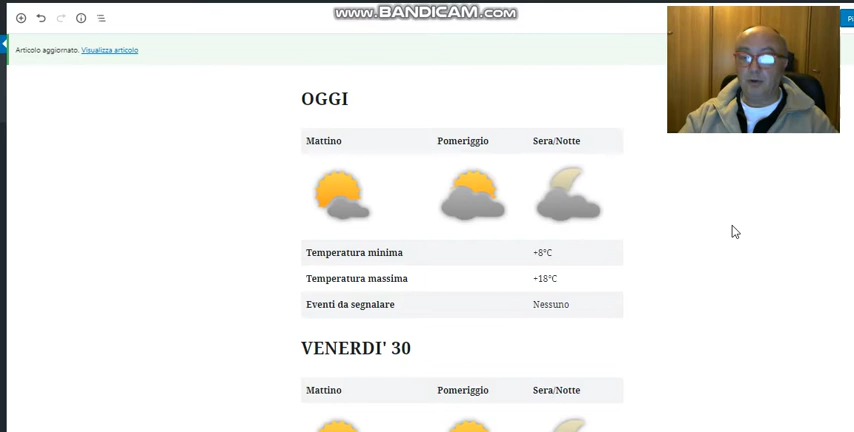 www.BANDICAM.com
Pi
Articolo aggiornato. Visualizza articolo
OGGI
Mattino Pomeriggio Sera/Notte
Temperatura minima +8°C
Temperatura massima +18°C
Eventi da segnalare Nessuno
VENERDI' 30
Mattino Pomeriggio Sera/Notte